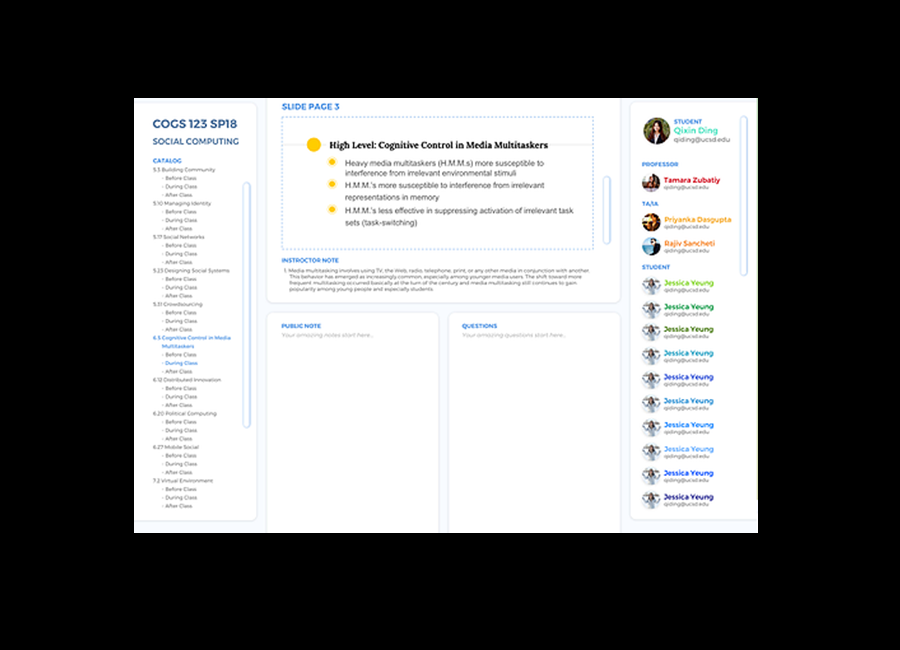 COGS 123 SP18
SOCIAL COMPUTING
CATALOG
5.3 Building Community
- Before Class
- During Class
- After Class
5.10 Managing Identity
- Before Class
- During Class
- After Class
5.17 Social Networks
- Before Class
- During Class
- After Class
5.23 Designing Social Systems
- Before Class
- During Class
- After Class
5.31 Crowdsourcing
- Before Class
- During Class
- After Class
6.3 Cognitive Control in Media
Multitaskers
- Before Class
- During Class
- After Class
6.12 Distributed Innovation
- Before Class
- During Class
- After Class
6.20 Political Computing
- Before Class
- During Class
- After Class
6.27 Mobile Social
- Before Class
- During Class
- After Class
7.2 Virtual Environment
- Before Class
- During Class
- After Class
SLIDE PAGE 3
High Level: Cognitive Control in Media Multitaskers
Heavy media multitaskers (H.M.M.s) more susceptible to
interference from irrelevant environmental stimuli
H.M.M.'s more susceptible to interference from irrelevant
representations in memory
H.M.M.'s less effective in suppressing activation of irrelevant task
sets (task-switching)
INSTRUCTOR NOTE
1. Media multitasking involves using TV, the Web, radio, telephone, print, or any other media in conjunction with another.
This behavior has emerged as increasingly common, especially among younger media users. The shift toward more
frequent multitasking occurred basically at the turn of the century and media multitasking still continues to gain
popularity among young people and especially students.
PUBLIC NOTE
Your amazing notes start here...
QUESTIONS
Your amazing questions start here...
STUDENT
Qixin Ding
qiding@ucsd.edu
PROFESSOR
Tamara Zubatiy
qiding@ucsd.edu
TA/IA
Priyanka Dasgupta
qiding@ucsd.edu
Rajiv Sancheti
qiding@ucsd.edu
STUDENT
Jessica Yeung
qiding@ucsd.edu
Jessica Yeung
qiding@ucsd.edu
Jessica Yeung
qiding@ucsd.edu
Jessica Yeung
qiding@ucsd.edu
Jessica Yeung
qiding@ucsd.edu
Jessica Yeung
qiding@ucsd.edu
Jessica Yeung
qiding@ucsd.edu
Jessica Yeung
qiding@ucsd.edu
Jessica Yeung
qiding@ucsd.edu
Jessica Yeung
qiding@ucsd.edu